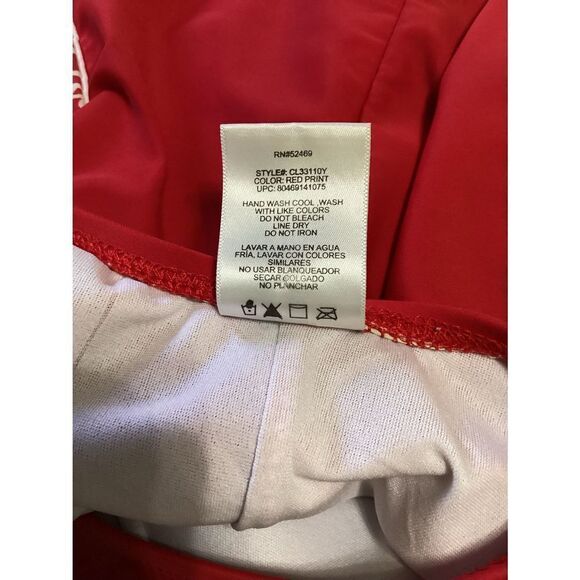 RN#52469
STYLE#: CL33110Y
COLOR: RED PRINT
UPC: 80469141075
HAND WASH COOL ,WASH
WITH LIKE COLORS
DO NOT BLEACH
LINE DRY
DO NOT IRON
LAVAR A MANO EN AGUA
FRÍA, LAVAR CON COLORES
SIMILARES
NO USAR BLANQUEADOR
SECAR COLGADO
NO PLANCHAR